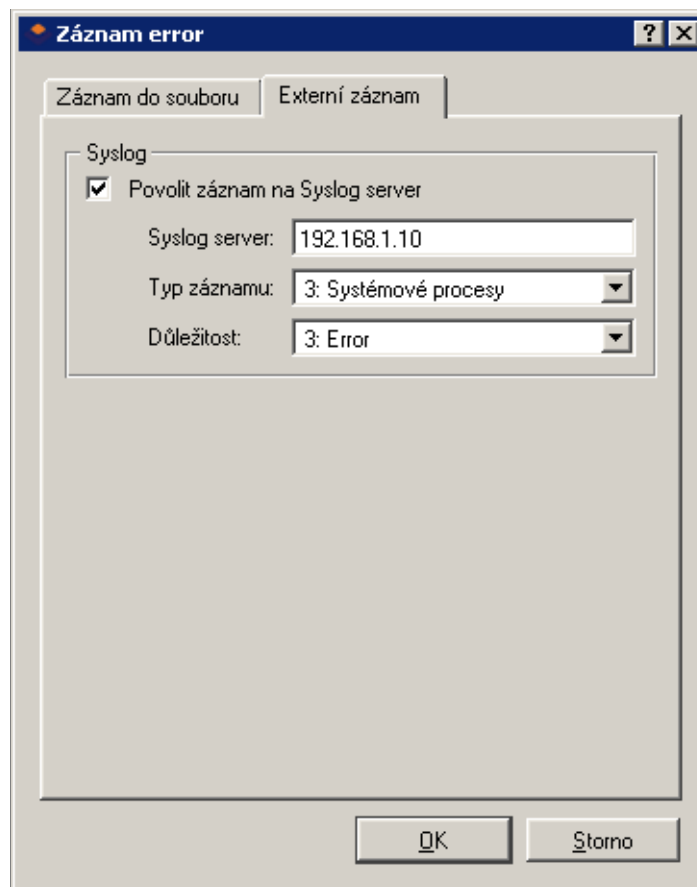 Záznam error
Záznam do souboru
Externí záznam
Syslog
Povolit záznam na Syslog server
Syslog server: 192.168.1.10
Typ záznamu: 3: Systémové procesy
Důležitost: 3: Error
OK
Storno